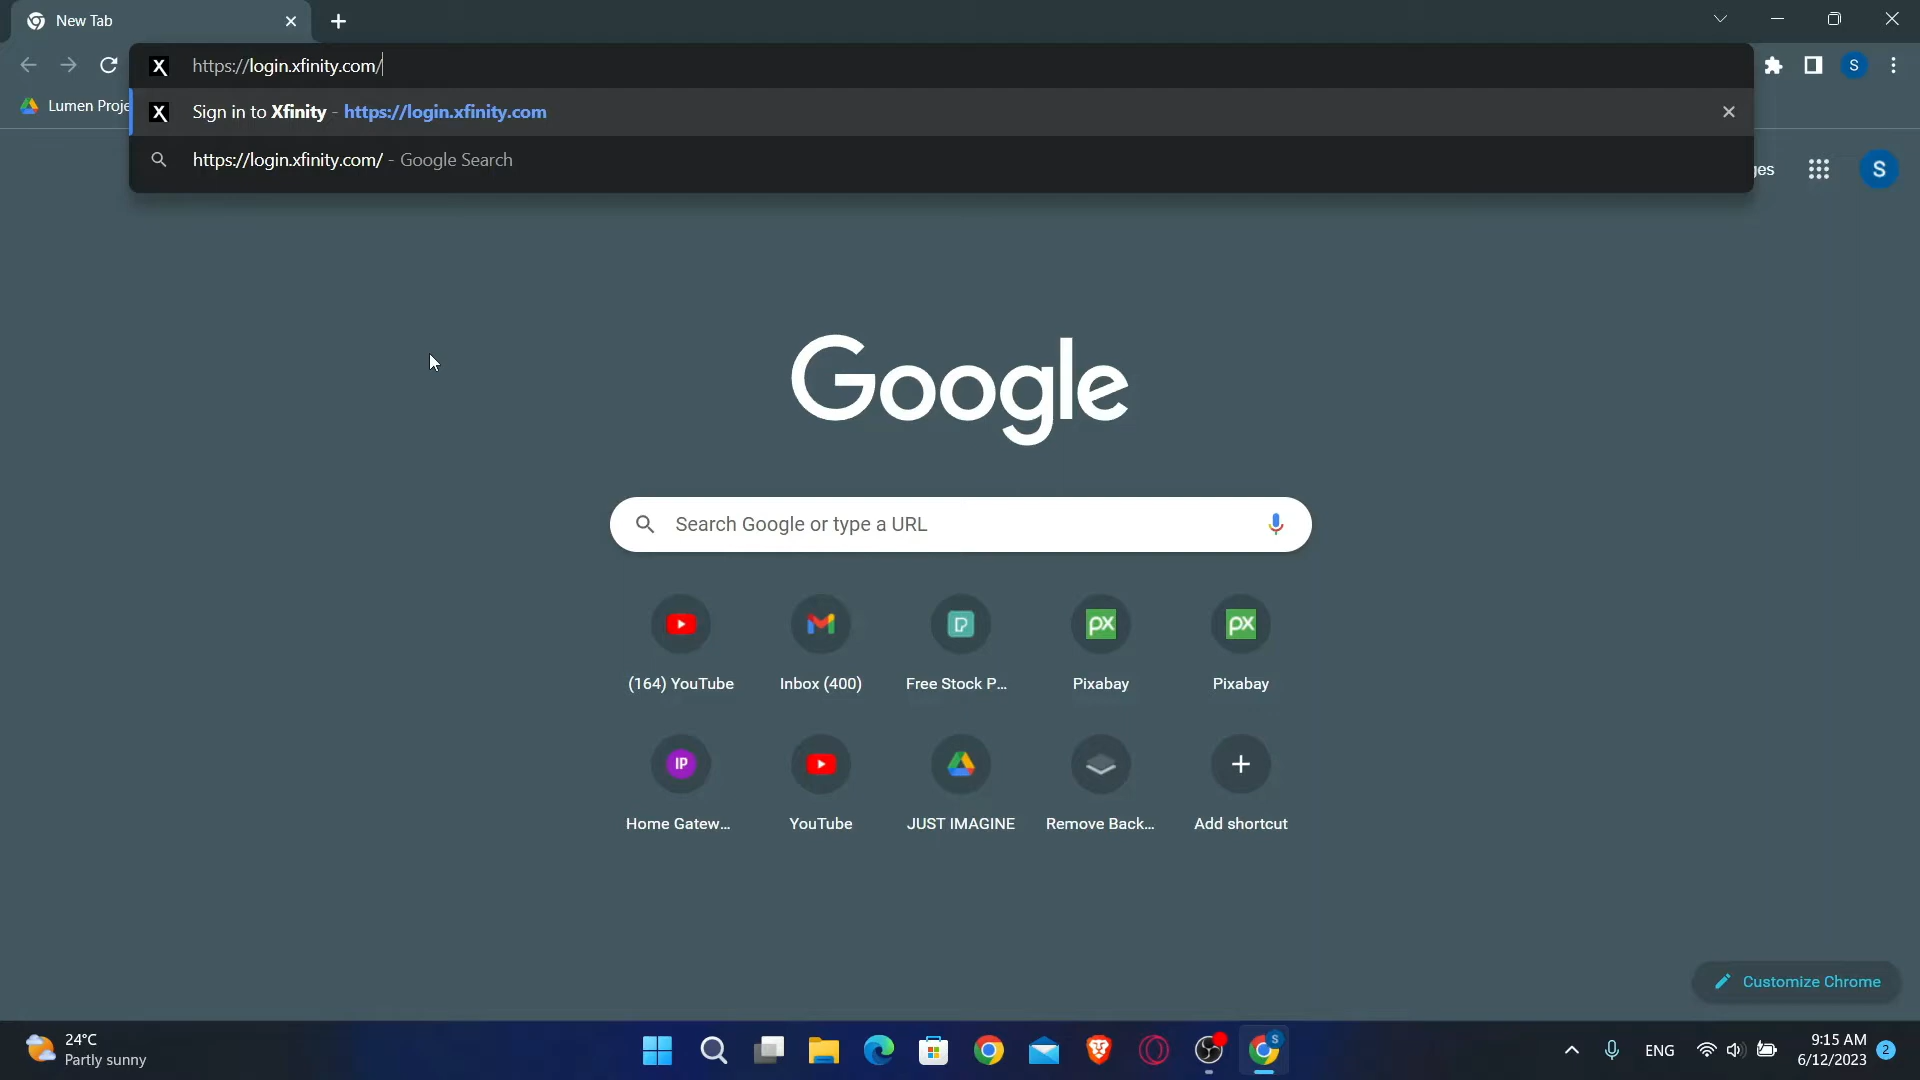 New Tab
https://login.xfinity.com/
Lumen Proje
Sign in to Xfinity - https://login.xfinity.com
https://login.xfinity.com/ - Google Search
ges
S
S
Google
Search Google or type a URL
(164) YouTube
Inbox (400)
Free Stock P...
Pixabay
Pixabay
IP
Home Gatew...
YouTube
JUST IMAGINE
Remove Back...
Add shortcut
Customize Chrome
24°C
Partly sunny
ENG
9:15 AM
6/12/2023
2